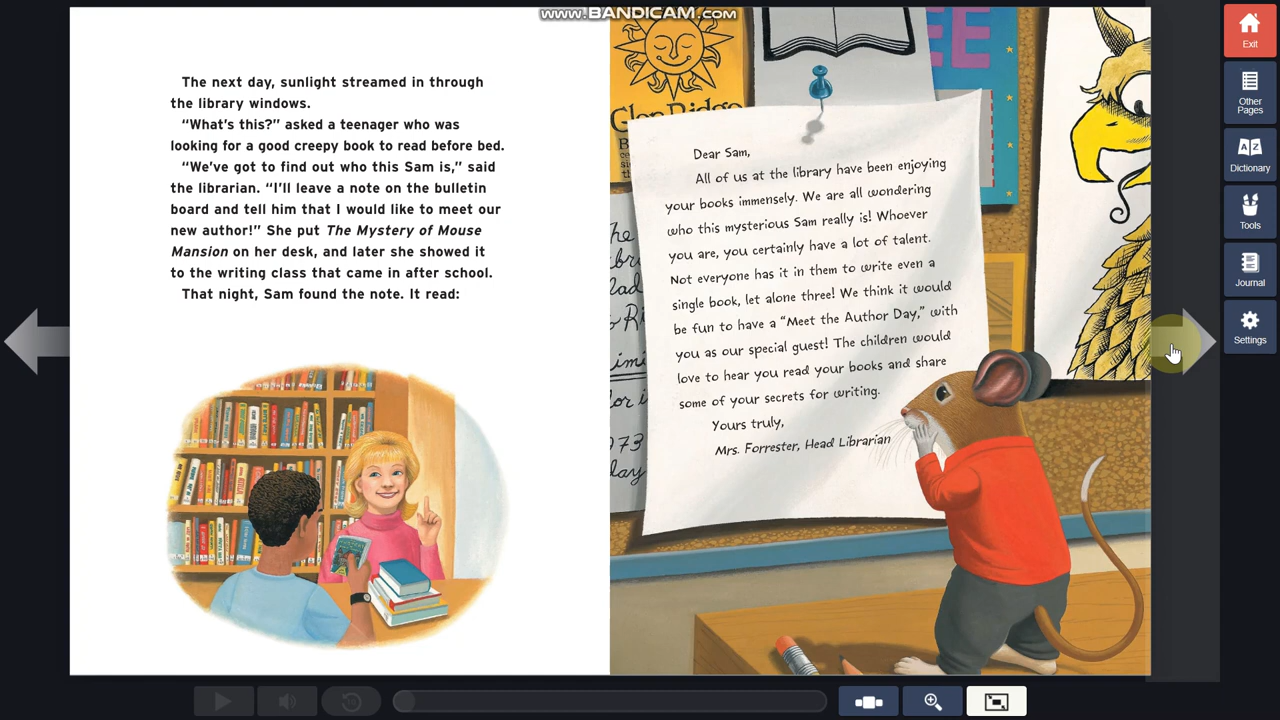 www.BANDICAM.com
The next day, sunlight streamed in through
the library windows.
“What’s this?” asked a teenager who was
looking for a good creepy book to read before bed.
“We’ve got to find out who this Sam is,” said
the librarian. “I’ll leave a note on the bulletin
board and tell him that I would like to meet our
new author!” She put The Mystery of Mouse
Mansion on her desk, and later she showed it
to the writing class that came in after school.
That night, Sam found the note. It read:
Glen Ridge
Dear Sam,
All of us at the library have been enjoying
your books immensely. We are all wondering
who this mysterious Sam really is! Whoever
you are, you certainly have a lot of talent.
Not everyone has it in them to write even a
single book, let alone three! We think it would
be fun to have a “Meet the Author Day,” with
you as our special guest! The children would
love to hear you read your books and share
some of your secrets for writing.
Yours truly,
Mrs. Forrester, Head Librarian
Exit
Other
Pages
Dictionary
Tools
Journal
Settings